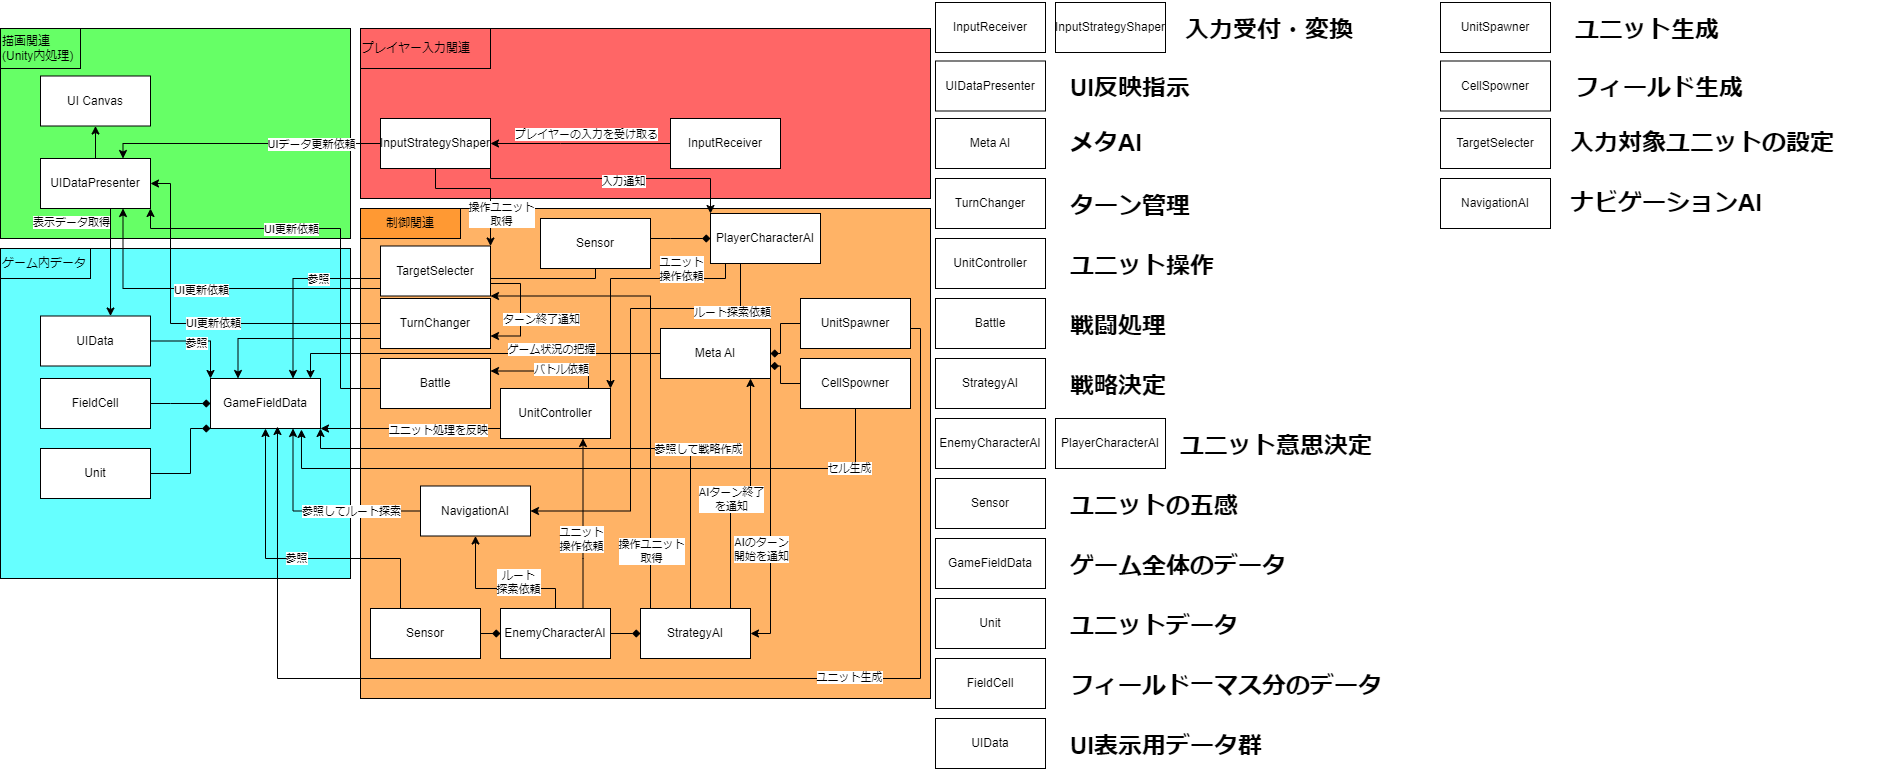 描画関連
(Unity内処理)
UI Canvas
UIDataPresenter
表示データ取得
ゲーム内データ
UIData
FieldCell
Unit
GameFieldData
参照
プレイヤー入力関連
InputStrategyShaper
InputReceiver
プレイヤーの入力を受け取る
UIデータ更新依頼
入力通知
操作ユニット
取得
制御関連
Sensor
PlayerCharacterAI
TargetSelecter
ユニット
操作依頼
UI更新依頼
参照
UI更新依頼
UI更新依頼
TurnChanger
ターン終了通知
ルート探索依頼
UnitSpawner
Meta AI
ゲーム状況の把握
CellSpowner
Battle
バトル依頼
UnitController
ユニット処理を反映
参照して戦略作成
セル生成
NavigationAI
参照してルート探索
AIターン終了
を通知
ユニット
操作依頼
操作ユニット
取得
AIのターン
開始を通知
参照
ルート
探索依頼
Sensor
EnemyCharacterAI
StrategyAI
ユニット生成
InputReceiver
InputStrategyShaper
入力受付・変換
UIDataPresenter
UI反映指示
Meta AI
メタAI
TurnChanger
ターン管理
UnitController
ユニット操作
Battle
戦闘処理
StrategyAI
戦略決定
EnemyCharacterAI
PlayerCharacterAI
ユニット意思決定
Sensor
ユニットの五感
GameFieldData
ゲーム全体のデータ
Unit
ユニットデータ
FieldCell
フィールドーマス分のデータ
UIData
UI表示用データ群
UnitSpawner
ユニット生成
CellSpowner
フィールド生成
TargetSelecter
入力対象ユニットの設定
NavigationAI
ナビゲーションAI